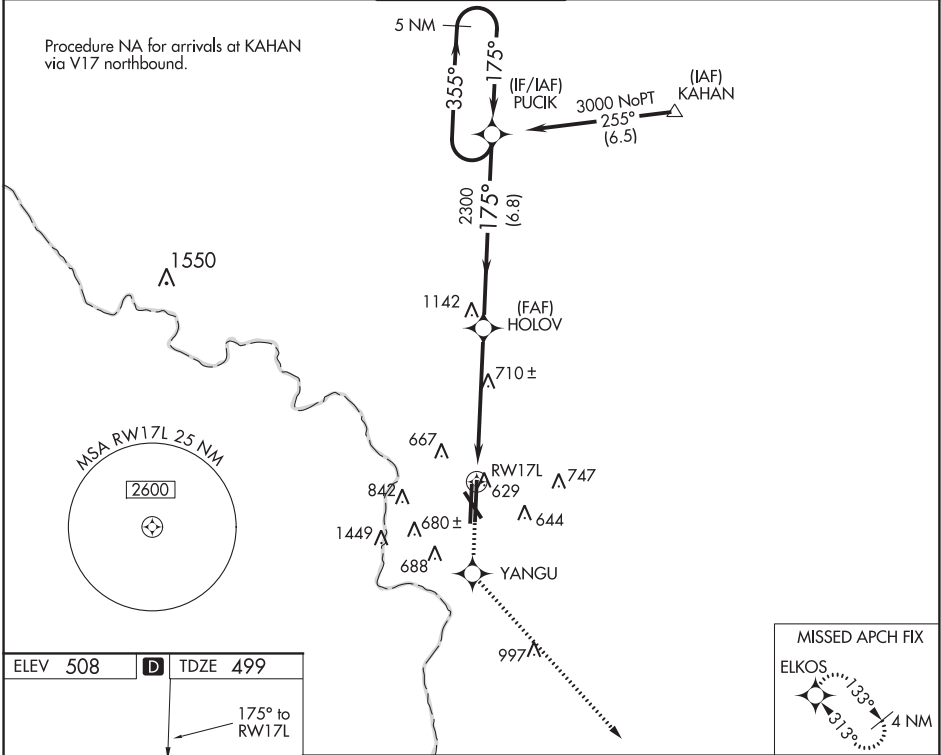 Procedure NA for arrivals at KAHAN
via V17 northbound.
5 NM
355°
175°
(IF/IAF)
PUCIK
3000 NoPT
255°
(6.5)
(IAF)
KAHAN
2300
175°
(6.8)
1550
1142
(FAF)
HOLOV
710 ±
MSA RW17L 25 NM
2600
667
RW17L
629
747
842
644
680 ±
1449
688
YANGU
997
ELEV 508
D
TDZE 499
175° to
RW17L
MISSED APCH FIX
ELKOS
133°
313°
4 NM